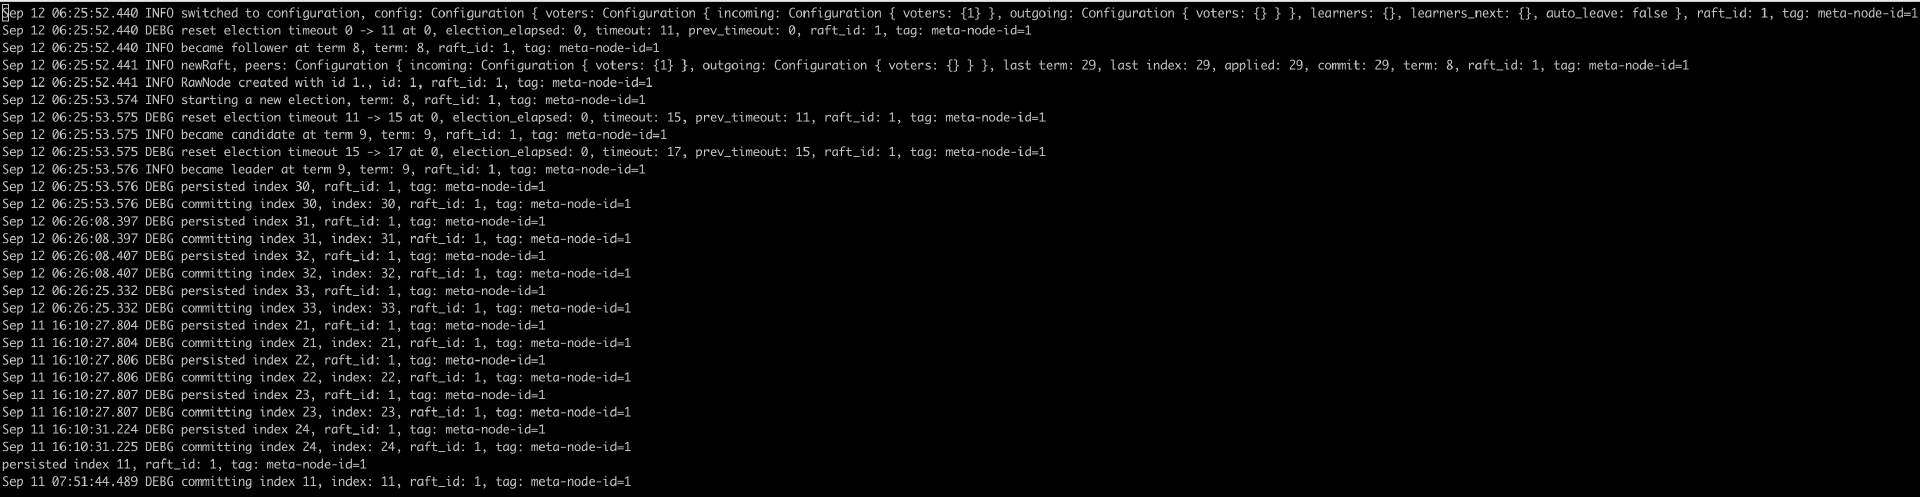 Sep 12 06:25:52.440 INFO switched to configuration, config: Configuration { voters: Configuration { incoming: Configuration { voters: {1} }, outgoing: Configuration { voters: {} } }, learners: {}, learners_next: {}, auto_leave: false }, raft_id: 1, tag: meta-node-id=1
Sep 12 06:25:52.440 DEBG reset election timeout 0 -> 11 at 0, election_elapsed: 0, timeout: 11, prev_timeout: 0, raft_id: 1, tag: meta-node-id=1
Sep 12 06:25:52.440 INFO became follower at term 8, term: 8, raft_id: 1, tag: meta-node-id=1
Sep 12 06:25:52.441 INFO newRaft, peers: Configuration { incoming: Configuration { voters: {1} }, outgoing: Configuration { voters: {} } }, last term: 29, last index: 29, applied: 29, commit: 29, term: 8, raft_id: 1, tag: meta-node-id=1
Sep 12 06:25:52.441 INFO RawNode created with id 1., id: 1, raft_id: 1, tag: meta-node-id=1
Sep 12 06:25:53.574 INFO starting a new election, term: 8, raft_id: 1, tag: meta-node-id=1
Sep 12 06:25:53.575 DEBG reset election timeout 11 -> 15 at 0, election_elapsed: 0, timeout: 15, prev_timeout: 11, raft_id: 1, tag: meta-node-id=1
Sep 12 06:25:53.575 INFO became candidate at term 9, term: 9, raft_id: 1, tag: meta-node-id=1
Sep 12 06:25:53.575 DEBG reset election timeout 15 -> 17 at 0, election_elapsed: 0, timeout: 17, prev_timeout: 15, raft_id: 1, tag: meta-node-id=1
Sep 12 06:25:53.576 INFO became leader at term 9, term: 9, raft_id: 1, tag: meta-node-id=1
Sep 12 06:25:53.576 DEBG persisted index 30, raft_id: 1, tag: meta-node-id=1
Sep 12 06:25:53.576 DEBG committing index 30, index: 30, raft_id: 1, tag: meta-node-id=1
Sep 12 06:26:08.397 DEBG persisted index 31, raft_id: 1, tag: meta-node-id=1
Sep 12 06:26:08.397 DEBG committing index 31, index: 31, raft_id: 1, tag: meta-node-id=1
Sep 12 06:26:08.407 DEBG persisted index 32, raft_id: 1, tag: meta-node-id=1
Sep 12 06:26:08.407 DEBG committing index 32, index: 32, raft_id: 1, tag: meta-node-id=1
Sep 12 06:26:25.332 DEBG persisted index 33, raft_id: 1, tag: meta-node-id=1
Sep 12 06:26:25.332 DEBG committing index 33, index: 33, raft_id: 1, tag: meta-node-id=1
Sep 11 16:10:27.804 DEBG persisted index 21, raft_id: 1, tag: meta-node-id=1
Sep 11 16:10:27.804 DEBG committing index 21, index: 21, raft_id: 1, tag: meta-node-id=1
Sep 11 16:10:27.806 DEBG persisted index 22, raft_id: 1, tag: meta-node-id=1
Sep 11 16:10:27.806 DEBG committing index 22, index: 22, raft_id: 1, tag: meta-node-id=1
Sep 11 16:10:27.807 DEBG persisted index 23, raft_id: 1, tag: meta-node-id=1
Sep 11 16:10:27.807 DEBG committing index 23, index: 23, raft_id: 1, tag: meta-node-id=1
Sep 11 16:10:31.224 DEBG persisted index 24, raft_id: 1, tag: meta-node-id=1
Sep 11 16:10:31.225 DEBG committing index 24, index: 24, raft_id: 1, tag: meta-node-id=1
persisted index 11, raft_id: 1, tag: meta-node-id=1
Sep 11 07:51:44.489 DEBG committing index 11, index: 11, raft_id: 1, tag: meta-node-id=1